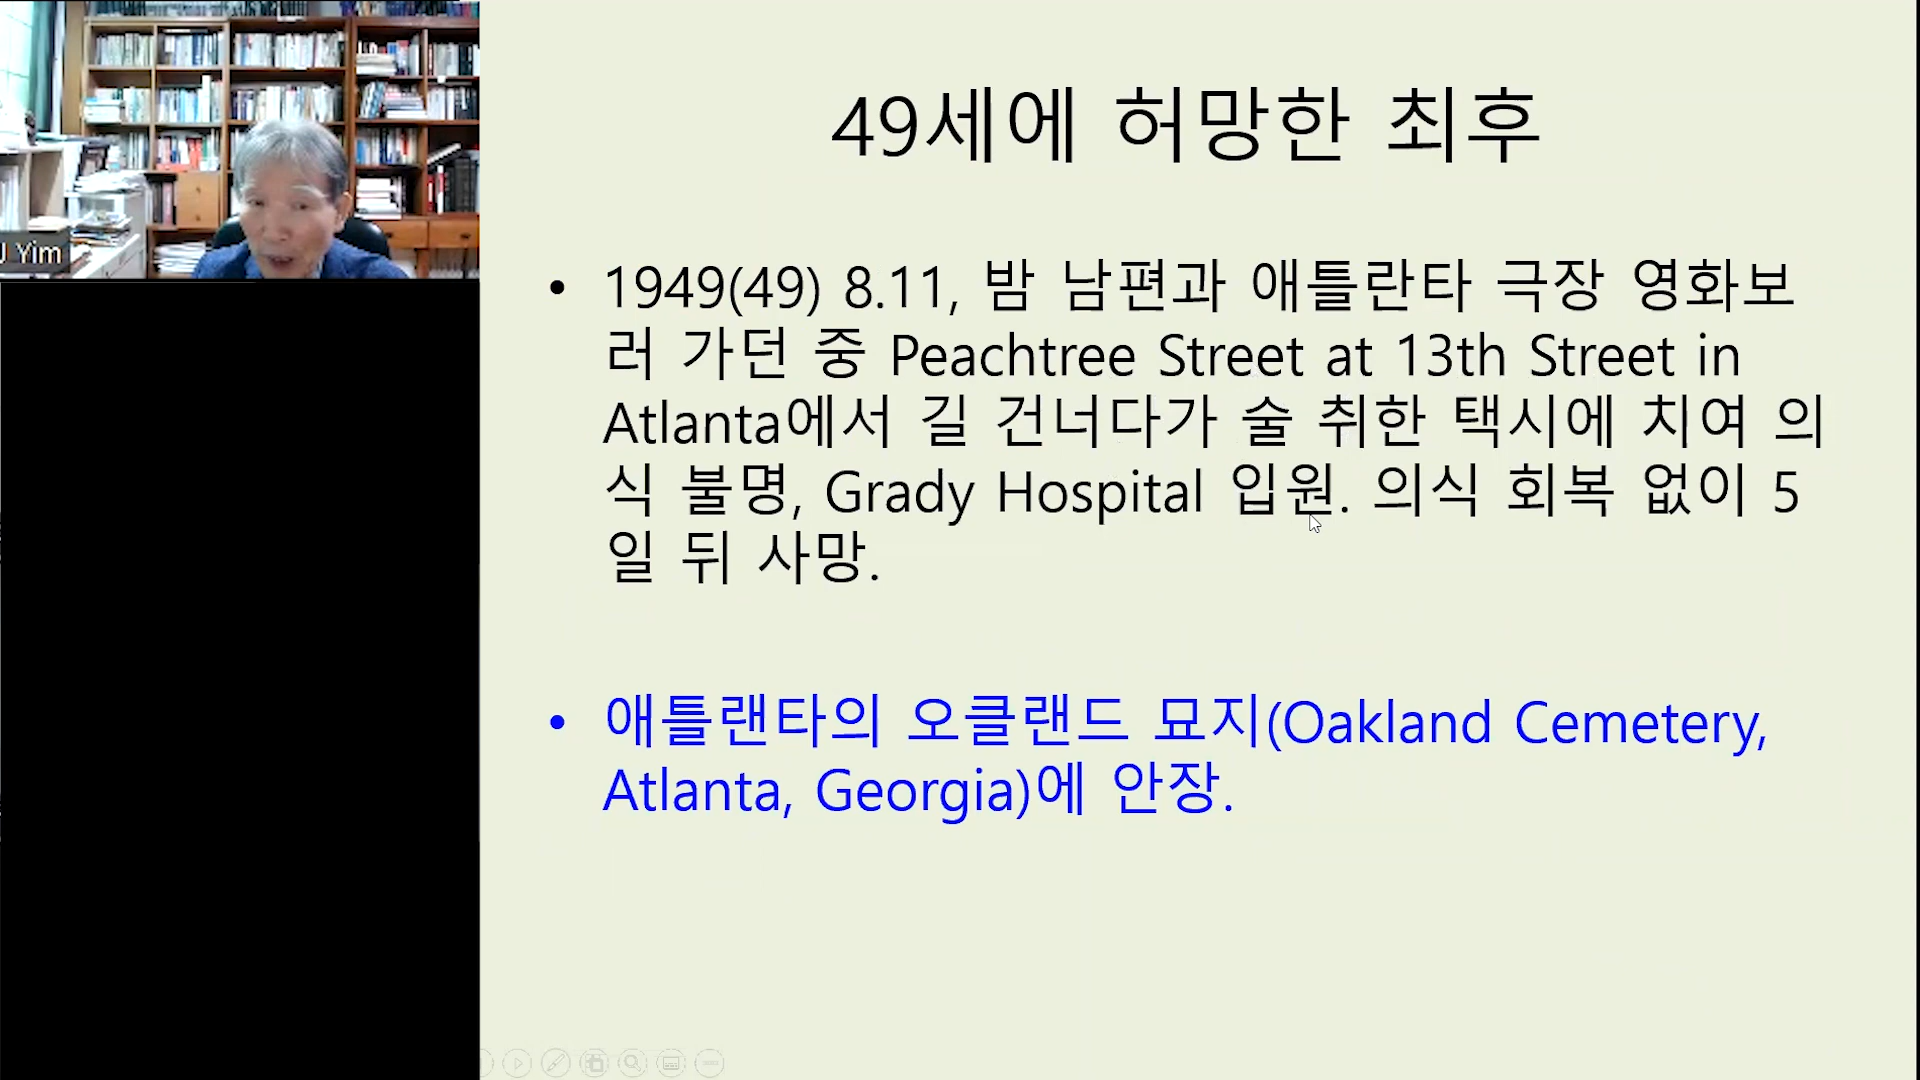 J Yim
49세에 허망한 최후
• 1949(49) 8.11, 밤 남편과 애틀란타 극장 영화보
러 가던 중 Peachtree Street at 13th Street in
Atlanta에서 길 건너다가 술 취한 택시에 치여 의
식 불명, Grady Hospital 입원. 의식 회복 없이 5
일 뒤 사망.
• 애틀랜타의 오클랜드 묘지(Oakland Cemetery,
Atlanta, Georgia)에 안장.